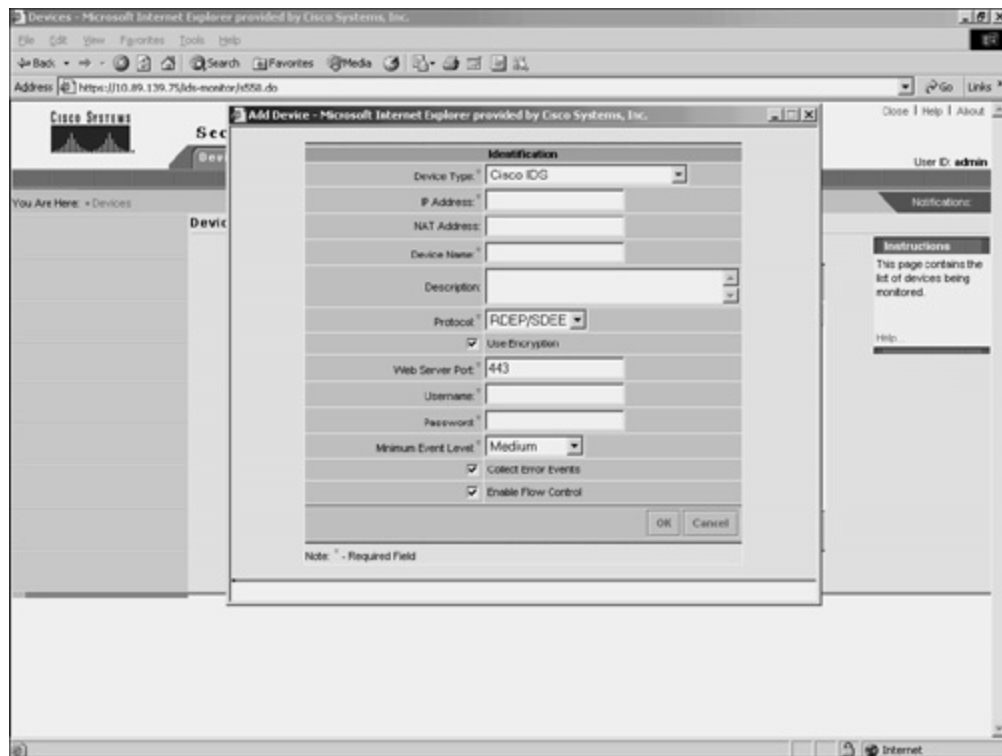 Devices - Microsoft Internet Explorer provided by Cisco Systems, Inc.
File Edit View Favorites Tools Help
Back Search Favorites Media
Address https://10.89.139.75/ids-monitor/s558.do Go Links
Cisco Systems
Sec
Devi
Close | Help | About
User ID: admin
You Are Here: Devices
Notifications:
Devic
Instructions
This page contains the
list of devices being
monitored.
Help...
Add Device - Microsoft Internet Explorer provided by Cisco Systems, Inc.
Identification
Device Type:* Cisco IDS
IP Address:*
NAT Address:
Device Name:*
Description:
Protocol:* RDEP/SDEE
Use Encryption
Web Server Port:* 443
Username:*
Password:*
Minimum Event Level:* Medium
Collect Error Events
Enable Flow Control
OK Cancel
Note: * - Required Field
Internet